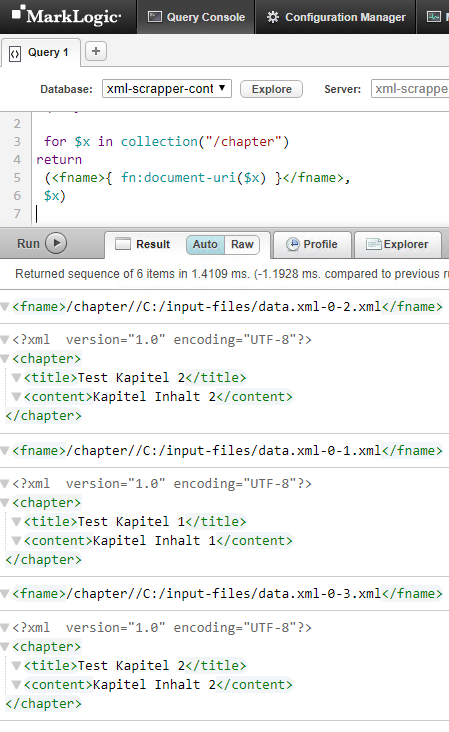 MarkLogic Query Console Configuration Manager
Query 1 +
Database: xml-scrapper-cont Explore Server: xml-scrappe
2
3 for $x in collection("/chapter")
4 return
5 (<fname>{ fn:document-uri($x) }</fname>,
6 $x)
7
Run Result Auto Raw Profile Explorer
Returned sequence of 6 items in 1.4109 ms. (-1.1928 ms. compared to previous ru
<fname>/chapter//C:/input-files/data.xml-0-2.xml</fname>
<?xml version="1.0" encoding="UTF-8"?>
<chapter>
<title>Test Kapitel 2</title>
<content>Kapitel Inhalt 2</content>
</chapter>
<fname>/chapter//C:/input-files/data.xml-0-1.xml</fname>
<?xml version="1.0" encoding="UTF-8"?>
<chapter>
<title>Test Kapitel 1</title>
<content>Kapitel Inhalt 1</content>
</chapter>
<fname>/chapter//C:/input-files/data.xml-0-3.xml</fname>
<?xml version="1.0" encoding="UTF-8"?>
<chapter>
<title>Test Kapitel 2</title>
<content>Kapitel Inhalt 2</content>
</chapter>